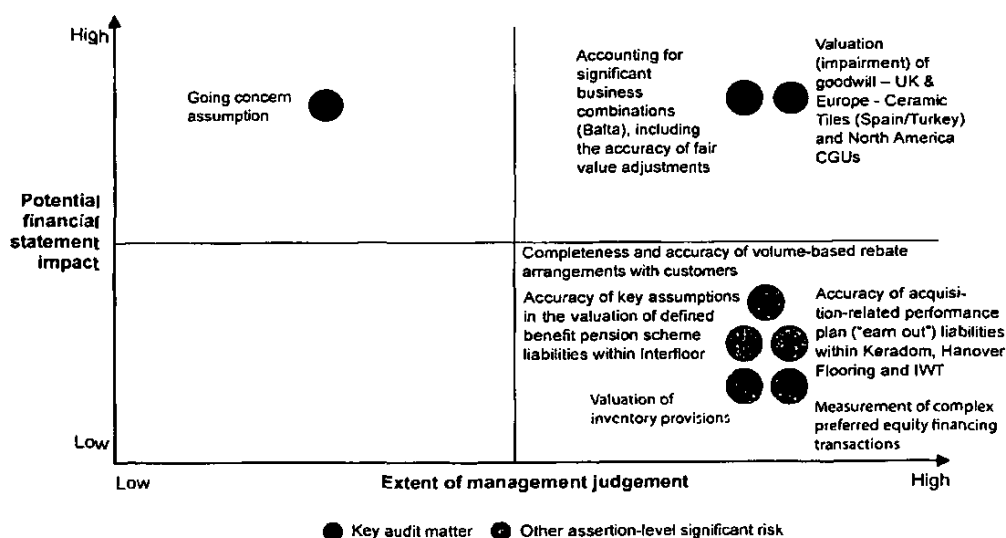 High
Going concern
assumption
Accounting for
significant
business
combinations
(Balta), including
the accuracy of fair
value adjustments
Valuation
(impairment) of
goodwill – UK &
Europe - Ceramic
Tiles (Spain/Turkey)
and North America
CGUs
Potential
financial
statement
impact
Completeness and accuracy of volume-based rebate
arrangements with customers
Accuracy of key assumptions
in the valuation of defined
benefit pension scheme
liabilities within Interfloor
Accuracy of acquisi-
tion-related performance
plan ("earn out") liabilities
within Keradom, Hanover
Flooring and IWT
Valuation of
inventory provisions
Measurement of complex
preferred equity financing
transactions
Low
Low
Extent of management judgement
High
Key audit matter
Other assertion-level significant risk